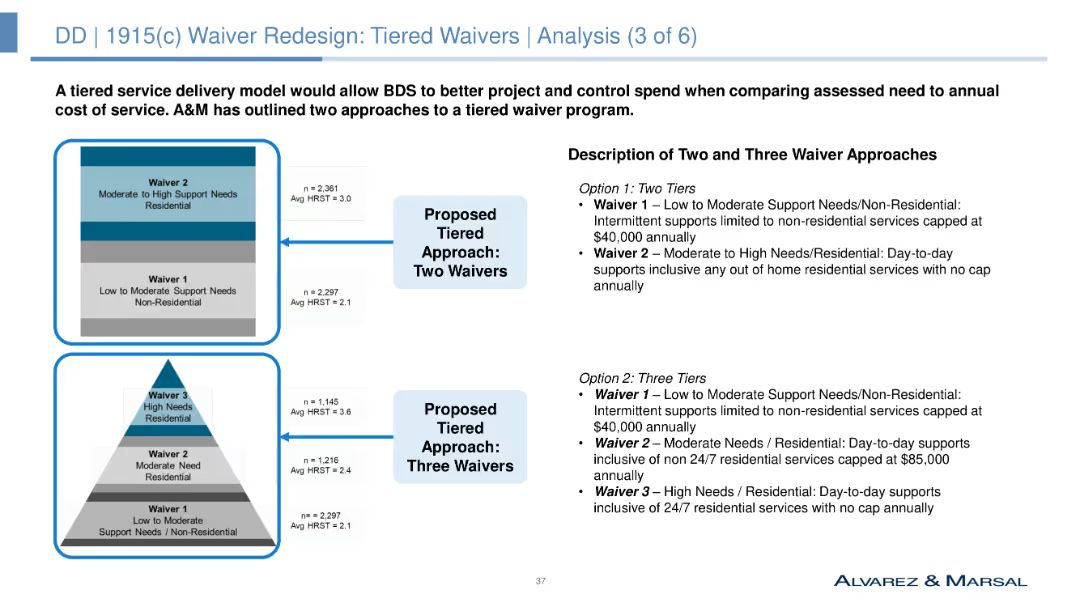 DD | 1915(c) Waiver Redesign: Tiered Waivers | Analysis (3 of 6)
A tiered service delivery model would allow BDS to better project and control spend when comparing assessed need to annual
cost of service. A&M has outlined two approaches to a tiered waiver program.
Waiver 2
Moderate to High Support Needs
Residential
n = 2,361
Avg HRST = 3.0
Waiver 1
Low to Moderate Support Needs
Non-Residential
n = 2,297
Avg HRST = 2.1
Proposed
Tiered
Approach:
Two Waivers
Description of Two and Three Waiver Approaches
Option 1: Two Tiers
• Waiver 1 – Low to Moderate Support Needs/Non-Residential:
Intermittent supports limited to non-residential services capped at
$40,000 annually
• Waiver 2 – Moderate to High Needs/Residential: Day-to-day
supports inclusive any out of home residential services with no cap
annually
Waiver 3
High Needs
Residential
n = 1,145
Avg HRST = 3.6
Waiver 2
Moderate Need
Residential
n = 1,216
Avg HRST = 2.4
Waiver 1
Low to Moderate
Support Needs / Non-Residential
n= = 2,297
Avg HRST = 2.1
Proposed
Tiered
Approach:
Three Waivers
Option 2: Three Tiers
• Waiver 1 – Low to Moderate Support Needs/Non-Residential:
Intermittent supports limited to non-residential services capped at
$40,000 annually
• Waiver 2 – Moderate Needs / Residential: Day-to-day supports
inclusive of non 24/7 residential services capped at $85,000
annually
• Waiver 3 – High Needs / Residential: Day-to-day supports
inclusive of 24/7 residential services with no cap annually
37
ALVAREZ & MARSAL